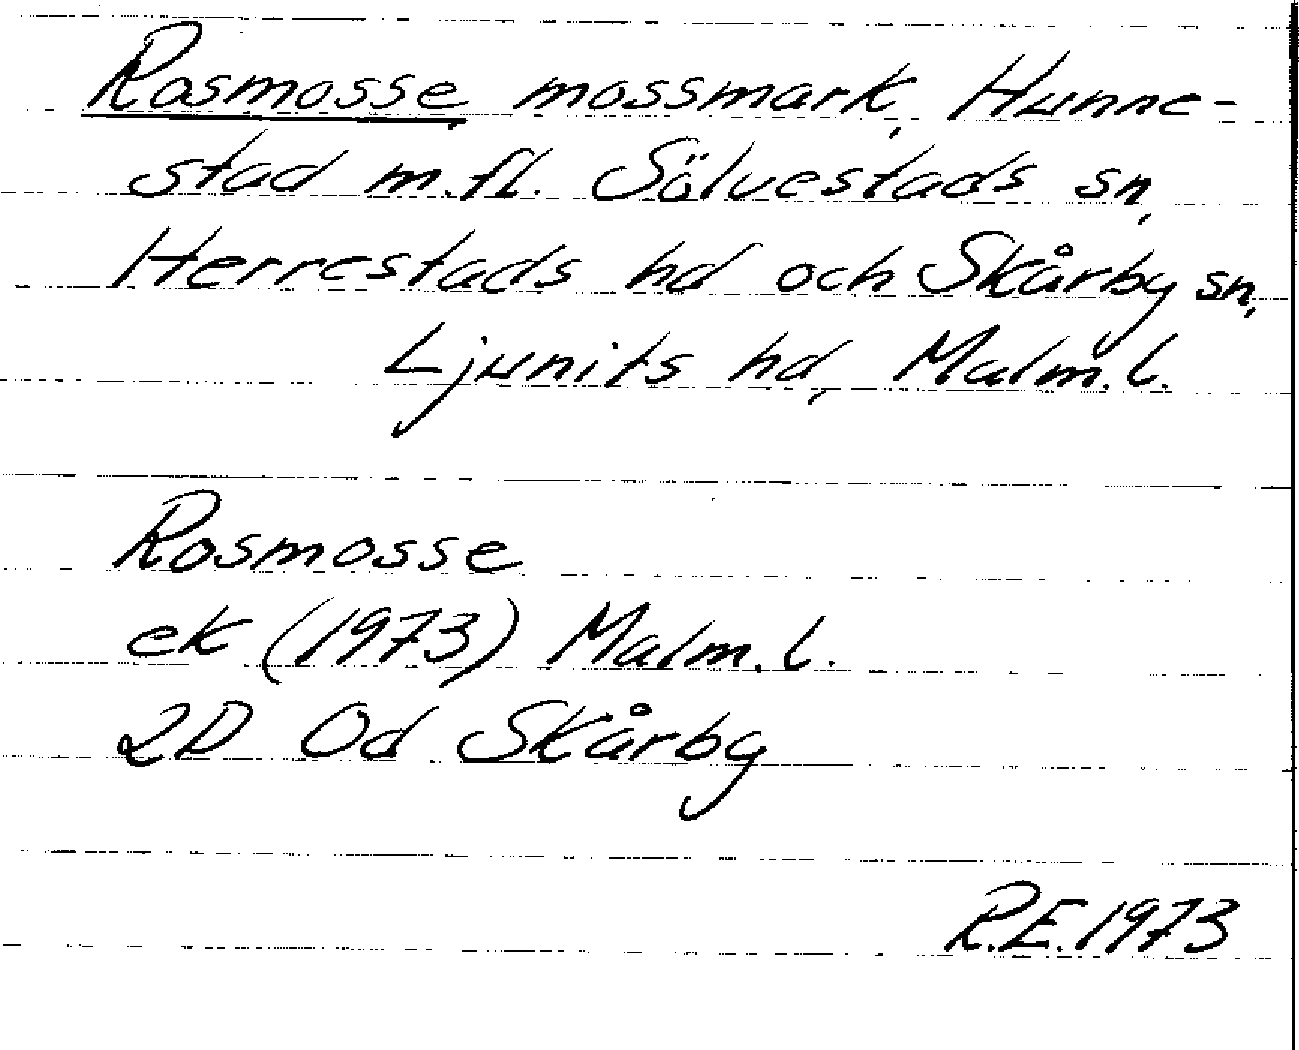 Rosmosse, mossmark, Hunne-
stad m.fl. Sölvestads sn,
Herrestads hd och Skårby sn,
Ljunits hd, Malm. l.
Rosmosse
ek (1973) Malm. l.
2D Od Skårby
R.E. 1973